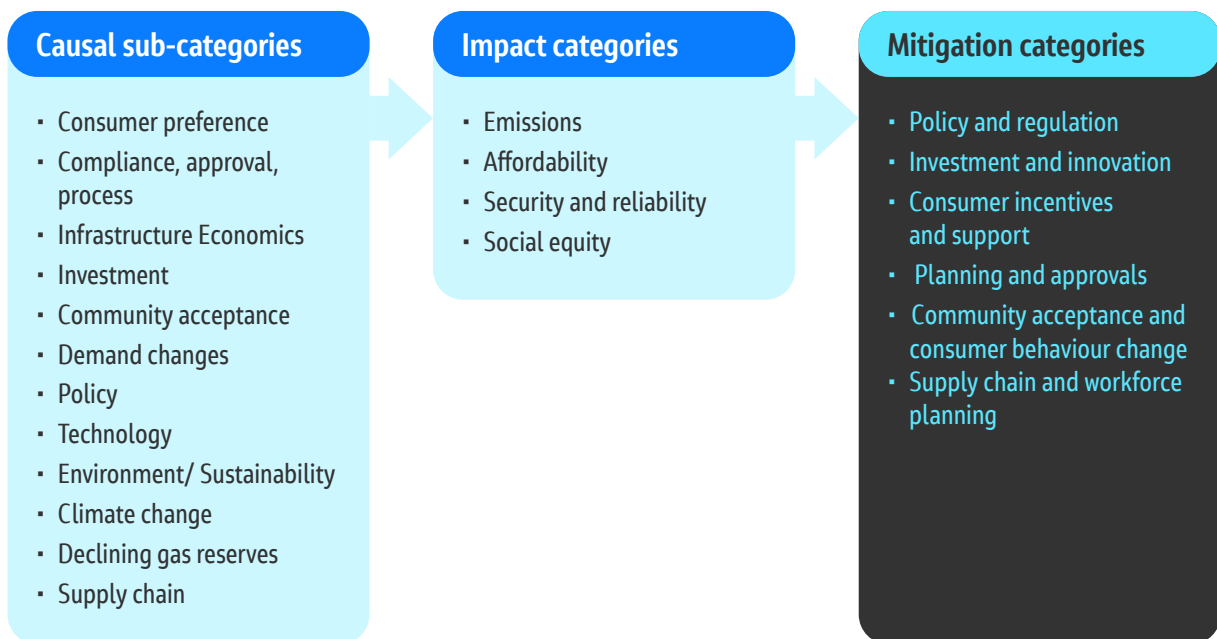 Causal sub-categories
▪ Consumer preference
▪ Compliance, approval,
process
▪ Infrastructure Economics
▪ Investment
▪ Community acceptance
▪ Demand changes
▪ Policy
▪ Technology
▪ Environment/ Sustainability
▪ Climate change
▪ Declining gas reserves
▪ Supply chain
Impact categories
▪ Emissions
▪ Affordability
▪ Security and reliability
▪ Social equity
Mitigation categories
▪ Policy and regulation
▪ Investment and innovation
▪ Consumer incentives
and support
▪ Planning and approvals
▪ Community acceptance and
consumer behaviour change
▪ Supply chain and workforce
planning